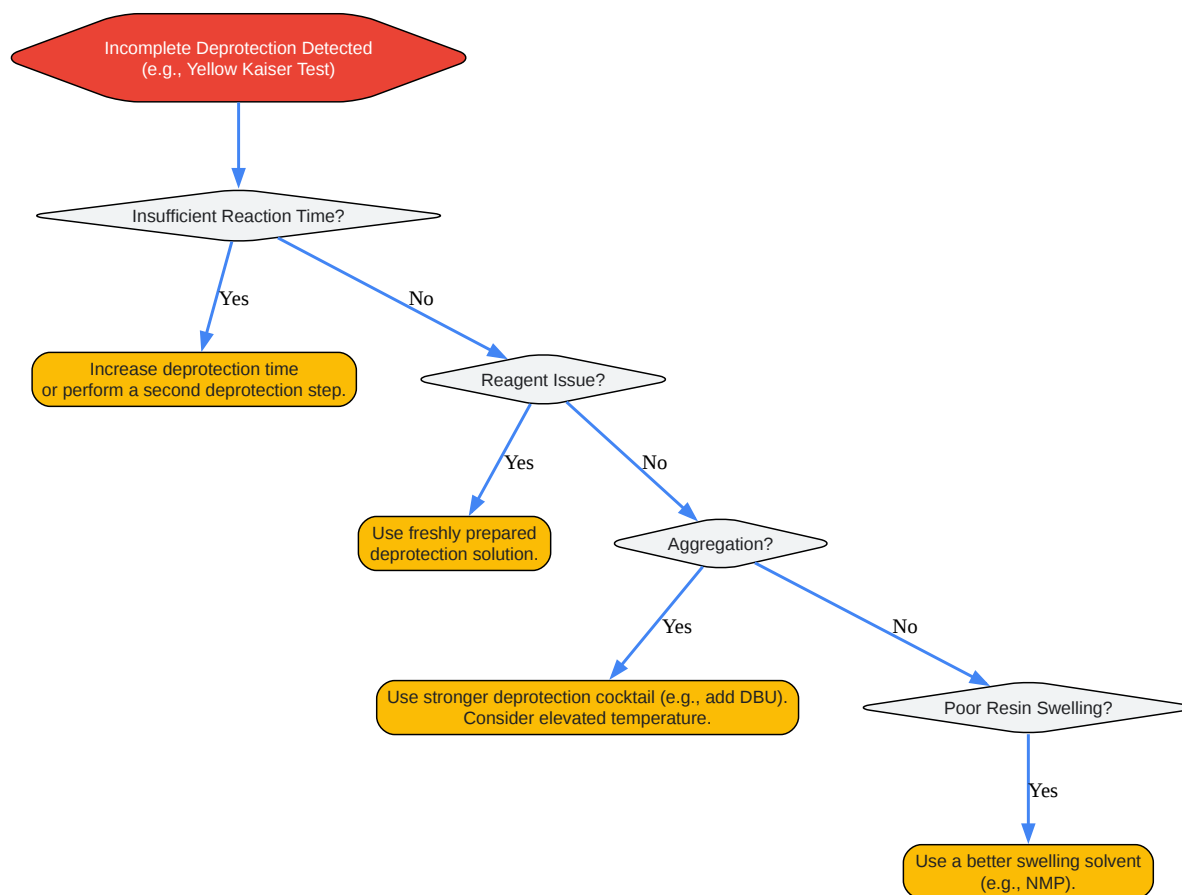 Incomplete Deprotection Detected
(e.g., Yellow Kaiser Test)
Insufficient Reaction Time?
Yes
No
Increase deprotection time
or perform a second deprotection step.
Reagent Issue?
Yes
No
Use freshly prepared
deprotection solution.
Aggregation?
Yes
No
Use stronger deprotection cocktail (e.g., add DBU).
Consider elevated temperature.
Poor Resin Swelling?
Yes
Use a better swelling solvent
(e.g., NMP).